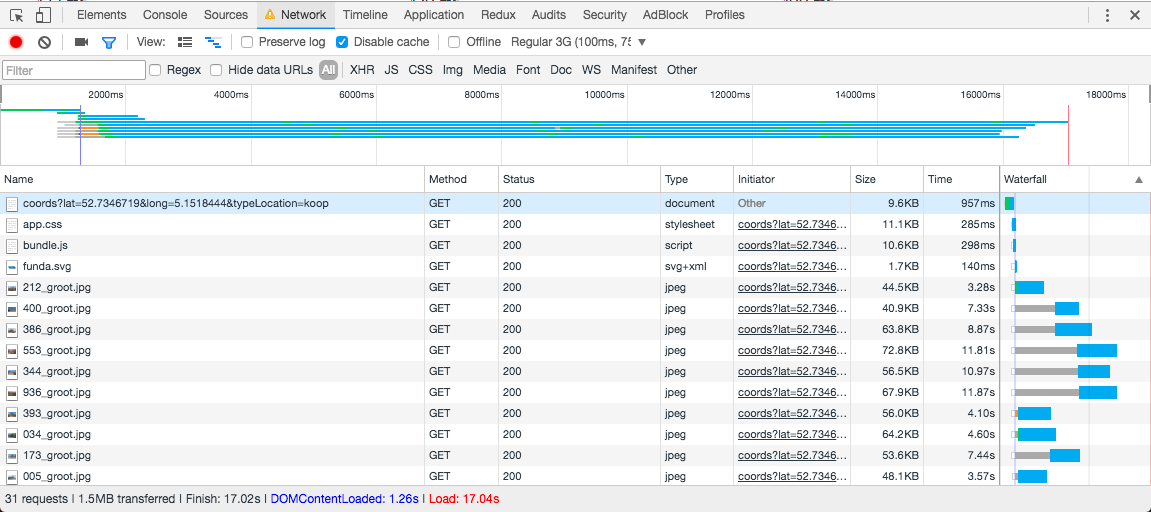 Elements Console Sources Network Timeline Application Redux Audits Security AdBlock Profiles
View: Preserve log Disable cache Offline Regular 3G (100ms, 75
Filter Regex Hide data URLs All XHR JS CSS Img Media Font Doc WS Manifest Other
2000ms 4000ms 6000ms 8000ms 10000ms 12000ms 14000ms 16000ms 18000ms
Name Method Status Type Initiator Size Time Waterfall
coords?lat=52.7346719&long=5.1518444&typeLocation=koop GET 200 document Other 9.6KB 957ms
app.css GET 200 stylesheet coords?lat=52.7346... 11.1KB 285ms
bundle.js GET 200 script coords?lat=52.7346... 10.6KB 298ms
funda.svg GET 200 svg+xml coords?lat=52.7346... 1.7KB 140ms
212_groot.jpg GET 200 jpeg coords?lat=52.7346... 44.5KB 3.28s
400_groot.jpg GET 200 jpeg coords?lat=52.7346... 40.9KB 7.33s
386_groot.jpg GET 200 jpeg coords?lat=52.7346... 63.8KB 8.87s
553_groot.jpg GET 200 jpeg coords?lat=52.7346... 72.8KB 11.81s
344_groot.jpg GET 200 jpeg coords?lat=52.7346... 56.5KB 10.97s
936_groot.jpg GET 200 jpeg coords?lat=52.7346... 67.9KB 11.87s
393_groot.jpg GET 200 jpeg coords?lat=52.7346... 56.0KB 4.10s
034_groot.jpg GET 200 jpeg coords?lat=52.7346... 64.2KB 4.60s
173_groot.jpg GET 200 jpeg coords?lat=52.7346... 53.6KB 7.44s
005_groot.jpg GET 200 jpeg coords?lat=52.7346... 48.1KB 3.57s
31 requests | 1.5MB transferred | Finish: 17.02s | DOMContentLoaded: 1.26s | Load: 17.04s